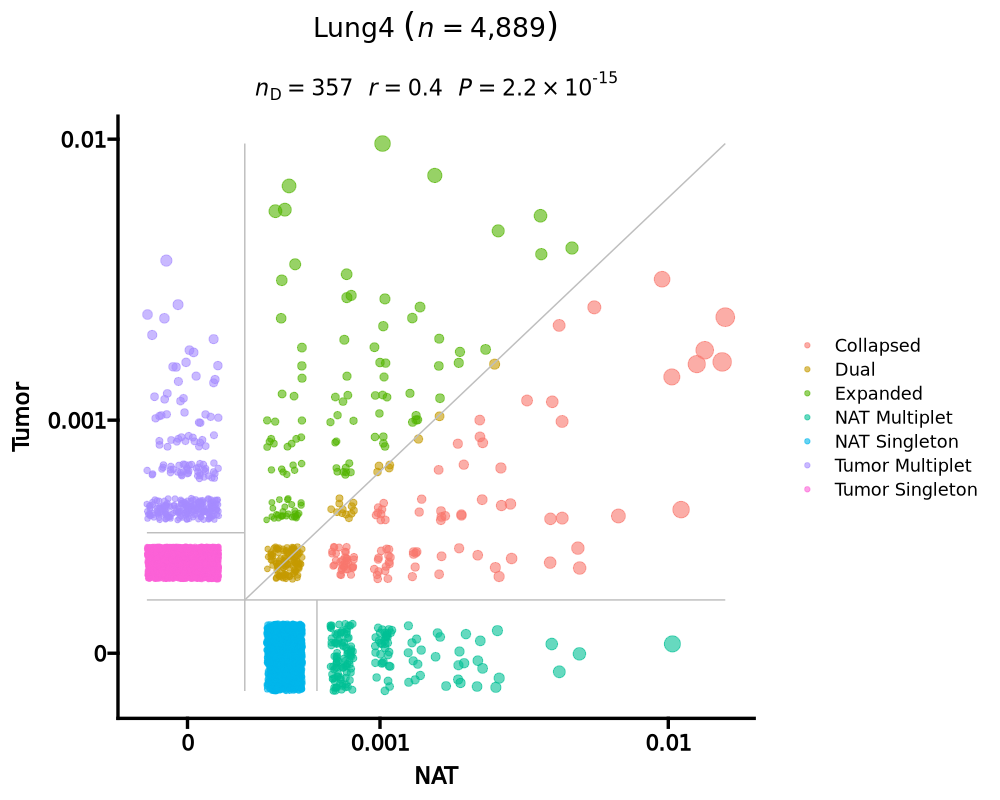 Lung4 (n = 4,889)
n_D = 357 r = 0.4 P = 2.2 × 10^-15
0.01
0.001
0
Tumor
0
0.001
0.01
NAT
Collapsed
Dual
Expanded
NAT Multiplet
NAT Singleton
Tumor Multiplet
Tumor Singleton